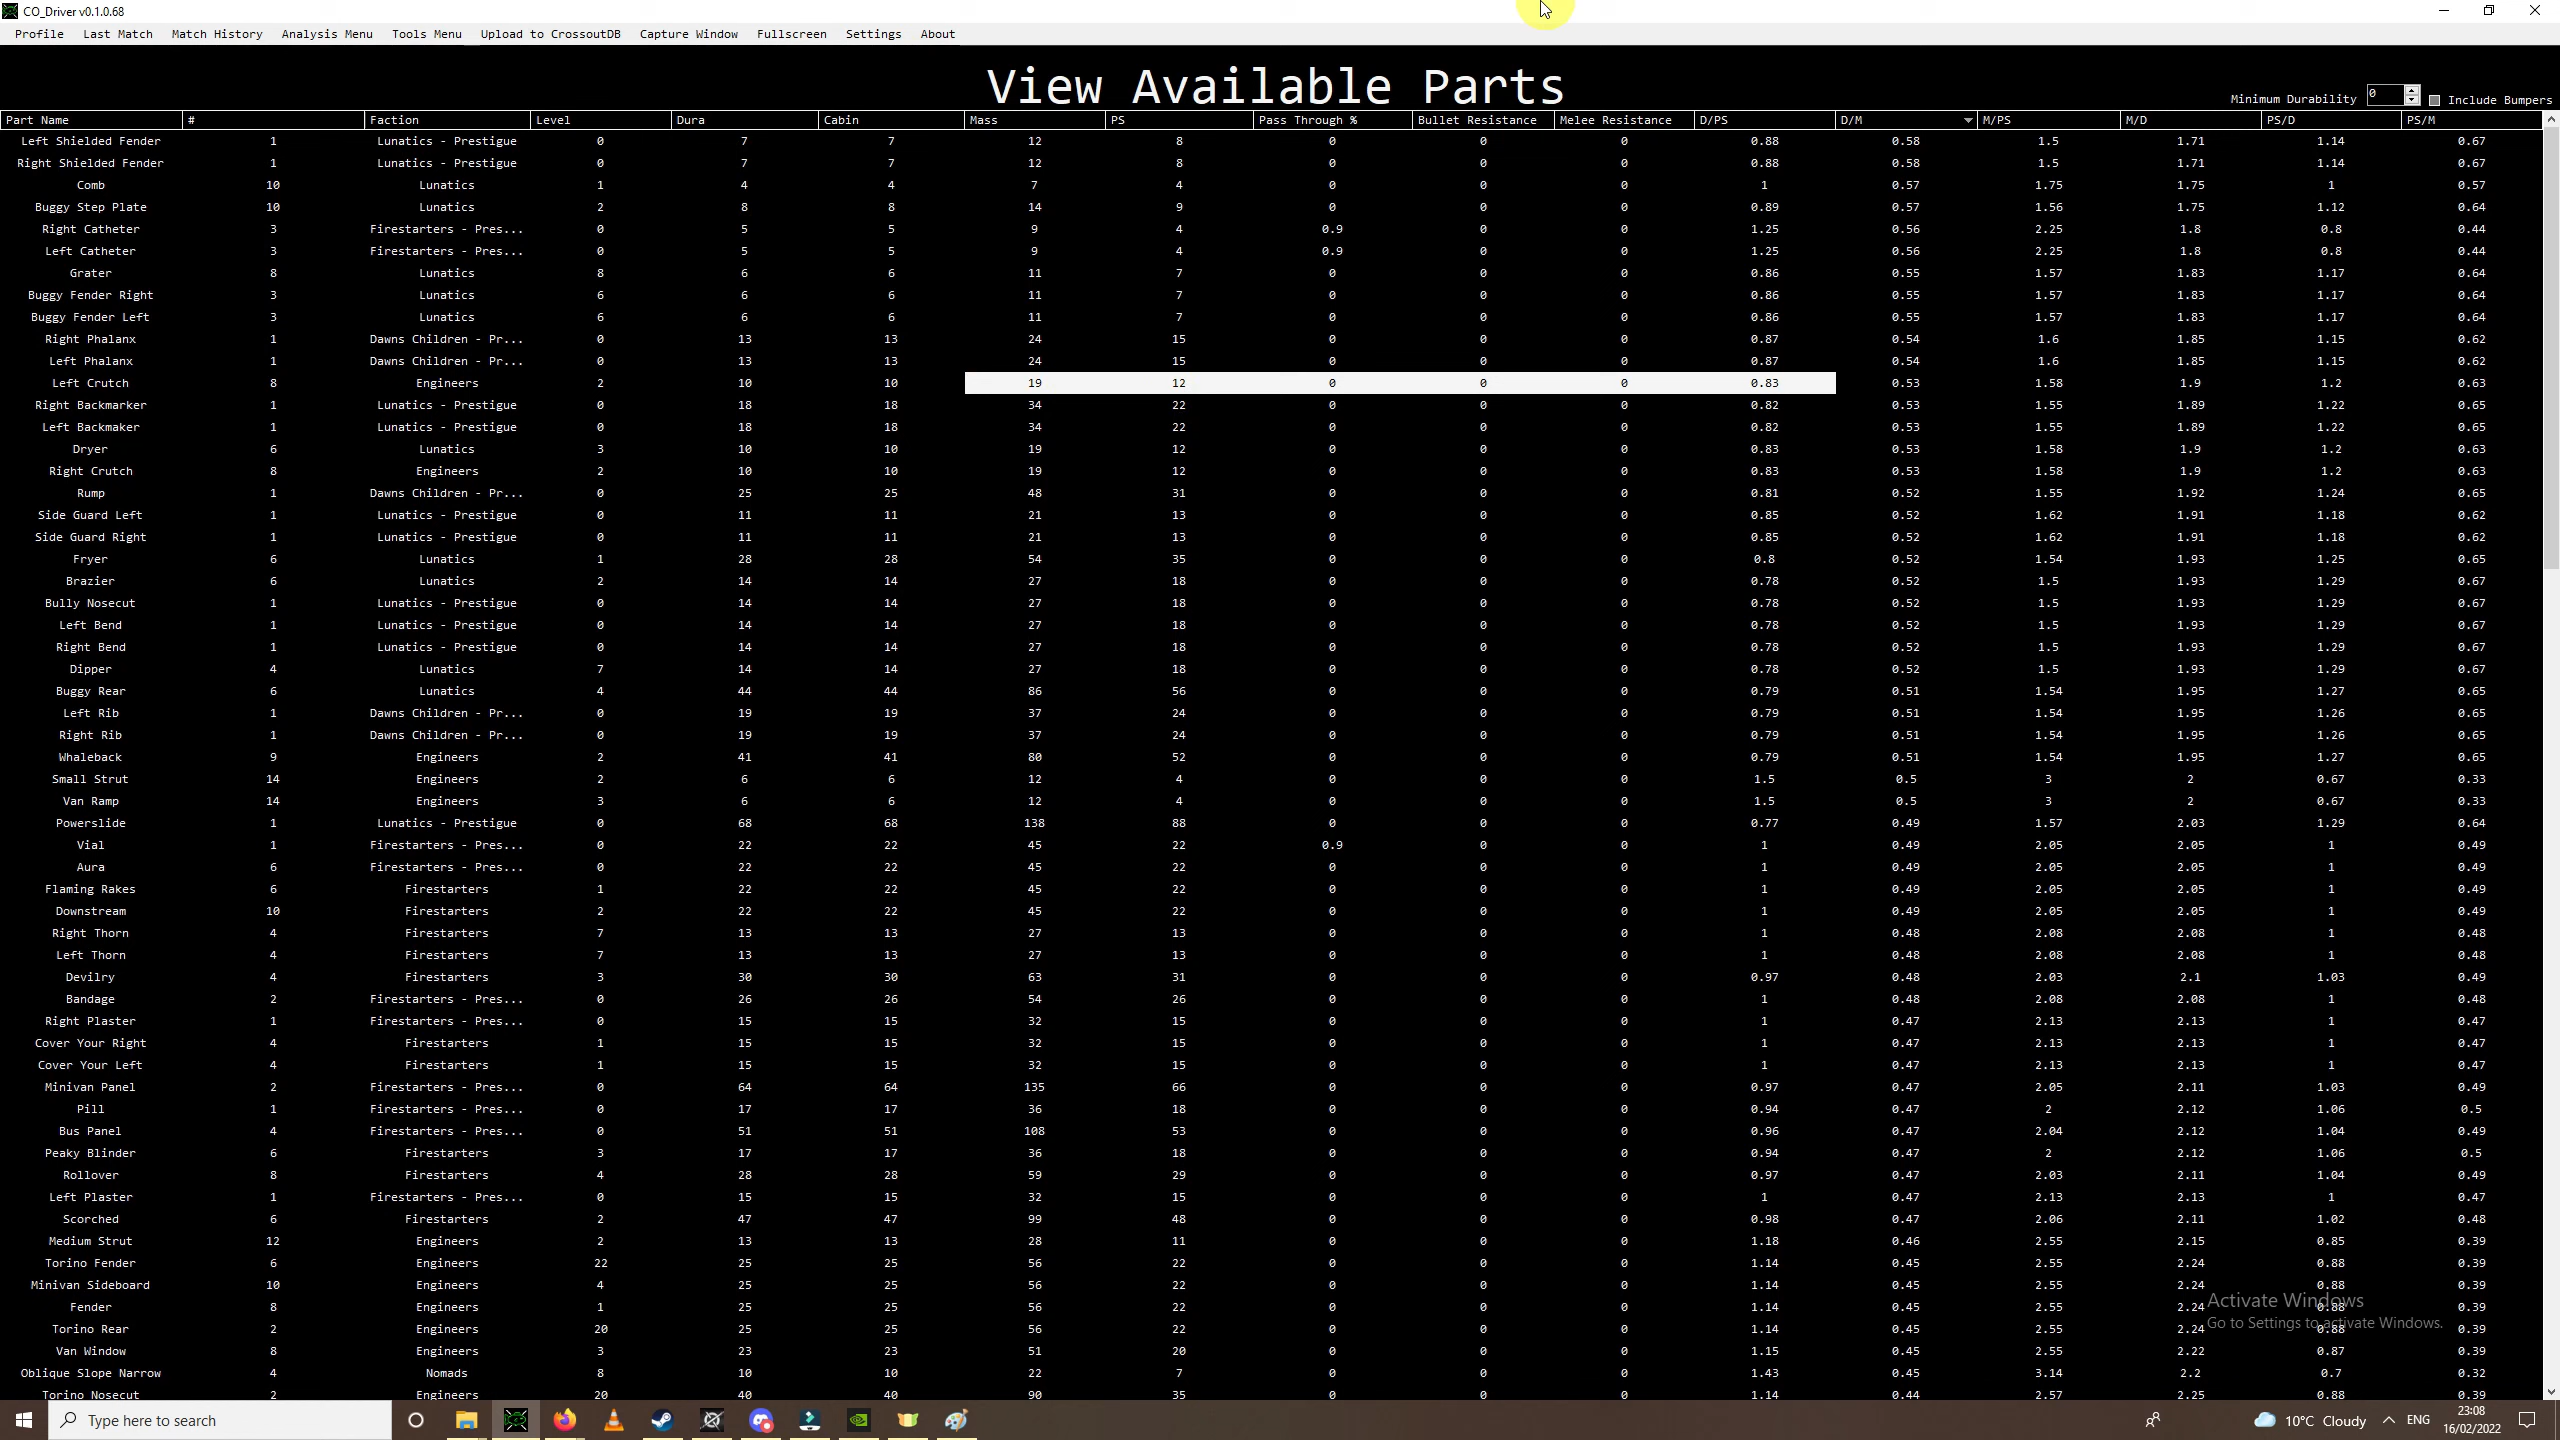 CO_Driver v0.1.0.68
Profile Last Match Match History Analysis Menu Tools Menu Upload to CrossoutDB Capture Window Fullscreen Settings About
View Available Parts
Minimum Durability 0 Include Bumpers
Part Name # Faction Level Dura Cabin Mass PS Pass Through % Bullet Resistance Melee Resistance D/PS D/M M/PS M/D PS/D PS/M
Left Shielded Fender 1 Lunatics - Prestigue 0 7 7 12 8 0 0 0 0.88 0.58 1.5 1.71 1.14 0.67
Right Shielded Fender 1 Lunatics - Prestigue 0 7 7 12 8 0 0 0 0.88 0.58 1.5 1.71 1.14 0.67
Comb 10 Lunatics 1 4 4 7 4 0 0 0 1 0.57 1.75 1.75 1 0.57
Buggy Step Plate 10 Lunatics 2 8 8 14 9 0 0 0 0.89 0.57 1.56 1.75 1.12 0.64
Right Catheter 3 Firestarters - Pres... 0 5 5 9 4 0.9 0 0 1.25 0.56 2.25 1.8 0.8 0.44
Left Catheter 3 Firestarters - Pres... 0 5 5 9 4 0.9 0 0 1.25 0.56 2.25 1.8 0.8 0.44
Grater 8 Lunatics 8 6 6 11 7 0 0 0 0.86 0.55 1.57 1.83 1.17 0.64
Buggy Fender Right 3 Lunatics 6 6 6 11 7 0 0 0 0.86 0.55 1.57 1.83 1.17 0.64
Buggy Fender Left 3 Lunatics 6 6 6 11 7 0 0 0 0.86 0.55 1.57 1.83 1.17 0.64
Right Phalanx 1 Dawns Children - Pr... 0 13 13 24 15 0 0 0 0.87 0.54 1.6 1.85 1.15 0.62
Left Phalanx 1 Dawns Children - Pr... 0 13 13 24 15 0 0 0 0.87 0.54 1.6 1.85 1.15 0.62
Left Crutch 8 Engineers 2 10 10 19 12 0 0 0 0.83 0.53 1.58 1.9 1.2 0.63
Right Backmarker 1 Lunatics - Prestigue 0 18 18 34 22 0 0 0 0.82 0.53 1.55 1.89 1.22 0.65
Left Backmaker 1 Lunatics - Prestigue 0 18 18 34 22 0 0 0 0.82 0.53 1.55 1.89 1.22 0.65
Dryer 6 Lunatics 3 10 10 19 12 0 0 0 0.83 0.53 1.58 1.9 1.2 0.63
Right Crutch 8 Engineers 2 10 10 19 12 0 0 0 0.83 0.53 1.58 1.9 1.2 0.63
Rump 1 Dawns Children - Pr... 0 25 25 48 31 0 0 0 0.81 0.52 1.55 1.92 1.24 0.65
Side Guard Left 1 Lunatics - Prestigue 0 11 11 21 13 0 0 0 0.85 0.52 1.62 1.91 1.18 0.62
Side Guard Right 1 Lunatics - Prestigue 0 11 11 21 13 0 0 0 0.85 0.52 1.62 1.91 1.18 0.62
Fryer 6 Lunatics 1 28 28 54 35 0 0 0 0.8 0.52 1.54 1.93 1.25 0.65
Brazier 6 Lunatics 2 14 14 27 18 0 0 0 0.78 0.52 1.5 1.93 1.29 0.67
Bully Nosecut 1 Lunatics - Prestigue 0 14 14 27 18 0 0 0 0.78 0.52 1.5 1.93 1.29 0.67
Left Bend 1 Lunatics - Prestigue 0 14 14 27 18 0 0 0 0.78 0.52 1.5 1.93 1.29 0.67
Right Bend 1 Lunatics - Prestigue 0 14 14 27 18 0 0 0 0.78 0.52 1.5 1.93 1.29 0.67
Dipper 4 Lunatics 7 14 14 27 18 0 0 0 0.78 0.52 1.5 1.93 1.29 0.67
Buggy Rear 6 Lunatics 4 44 44 86 56 0 0 0 0.79 0.51 1.54 1.95 1.27 0.65
Left Rib 1 Dawns Children - Pr... 0 19 19 37 24 0 0 0 0.79 0.51 1.54 1.95 1.26 0.65
Right Rib 1 Dawns Children - Pr... 0 19 19 37 24 0 0 0 0.79 0.51 1.54 1.95 1.26 0.65
Whaleback 9 Engineers 2 41 41 80 52 0 0 0 0.79 0.51 1.54 1.95 1.27 0.65
Small Strut 14 Engineers 2 6 6 12 4 0 0 0 1.5 0.5 3 2 0.67 0.33
Van Ramp 14 Engineers 3 6 6 12 4 0 0 0 1.5 0.5 3 2 0.67 0.33
Powerslide 1 Lunatics - Prestigue 0 68 68 138 88 0 0 0 0.77 0.49 1.57 2.03 1.29 0.64
Vial 1 Firestarters - Pres... 0 22 22 45 22 0.9 0 0 1 0.49 2.05 2.05 1 0.49
Aura 6 Firestarters - Pres... 0 22 22 45 22 0 0 0 1 0.49 2.05 2.05 1 0.49
Flaming Rakes 6 Firestarters 1 22 22 45 22 0 0 0 1 0.49 2.05 2.05 1 0.49
Downstream 10 Firestarters 2 22 22 45 22 0 0 0 1 0.49 2.05 2.05 1 0.49
Right Thorn 4 Firestarters 7 13 13 27 13 0 0 0 1 0.48 2.08 2.08 1 0.48
Left Thorn 4 Firestarters 7 13 13 27 13 0 0 0 1 0.48 2.08 2.08 1 0.48
Devilry 4 Firestarters 3 30 30 63 31 0 0 0 0.97 0.48 2.03 2.1 1.03 0.49
Bandage 2 Firestarters - Pres... 0 26 26 54 26 0 0 0 1 0.48 2.08 2.08 1 0.48
Right Plaster 1 Firestarters - Pres... 0 15 15 32 15 0 0 0 1 0.47 2.13 2.13 1 0.47
Cover Your Right 4 Firestarters 1 15 15 32 15 0 0 0 1 0.47 2.13 2.13 1 0.47
Cover Your Left 4 Firestarters 1 15 15 32 15 0 0 0 1 0.47 2.13 2.13 1 0.47
Minivan Panel 2 Firestarters - Pres... 0 64 64 135 66 0 0 0 0.97 0.47 2.05 2.11 1.03 0.49
Pill 1 Firestarters - Pres... 0 17 17 36 18 0 0 0 0.94 0.47 2 2.12 1.06 0.5
Bus Panel 4 Firestarters - Pres... 0 51 51 108 53 0 0 0 0.96 0.47 2.04 2.12 1.04 0.49
Peaky Blinder 6 Firestarters 3 17 17 36 18 0 0 0 0.94 0.47 2 2.12 1.06 0.5
Rollover 8 Firestarters 4 28 28 59 29 0 0 0 0.97 0.47 2.03 2.11 1.04 0.49
Left Plaster 1 Firestarters - Pres... 0 15 15 32 15 0 0 0 1 0.47 2.13 2.13 1 0.47
Scorched 6 Firestarters 2 47 47 99 48 0 0 0 0.98 0.47 2.06 2.11 1.02 0.48
Medium Strut 12 Engineers 2 13 13 28 11 0 0 0 1.18 0.46 2.55 2.15 0.85 0.39
Torino Fender 6 Engineers 22 25 25 56 22 0 0 0 1.14 0.45 2.55 2.24 0.88 0.39
Minivan Sideboard 10 Engineers 4 25 25 56 22 0 0 0 1.14 0.45 2.55 2.24 0.88 0.39
Fender 8 Engineers 1 25 25 56 22 0 0 0 1.14 0.45 2.55 2.24 0.88 0.39
Torino Rear 2 Engineers 20 25 25 56 22 0 0 0 1.14 0.45 2.55 2.24 0.88 0.39
Van Window 8 Engineers 3 23 23 51 20 0 0 0 1.15 0.45 2.55 2.22 0.87 0.39
Oblique Slope Narrow 4 Nomads 8 10 10 22 7 0 0 0 1.43 0.45 3.14 2.2 0.7 0.32
Torino Nosecut 2 Engineers 20 40 40 90 35 0 0 0 1.14 0.44 2.57 2.25 0.88 0.39
Activate Windows
Go to Settings to activate Windows.
Type here to search
10°C Cloudy ENG
23:08
16/02/2022